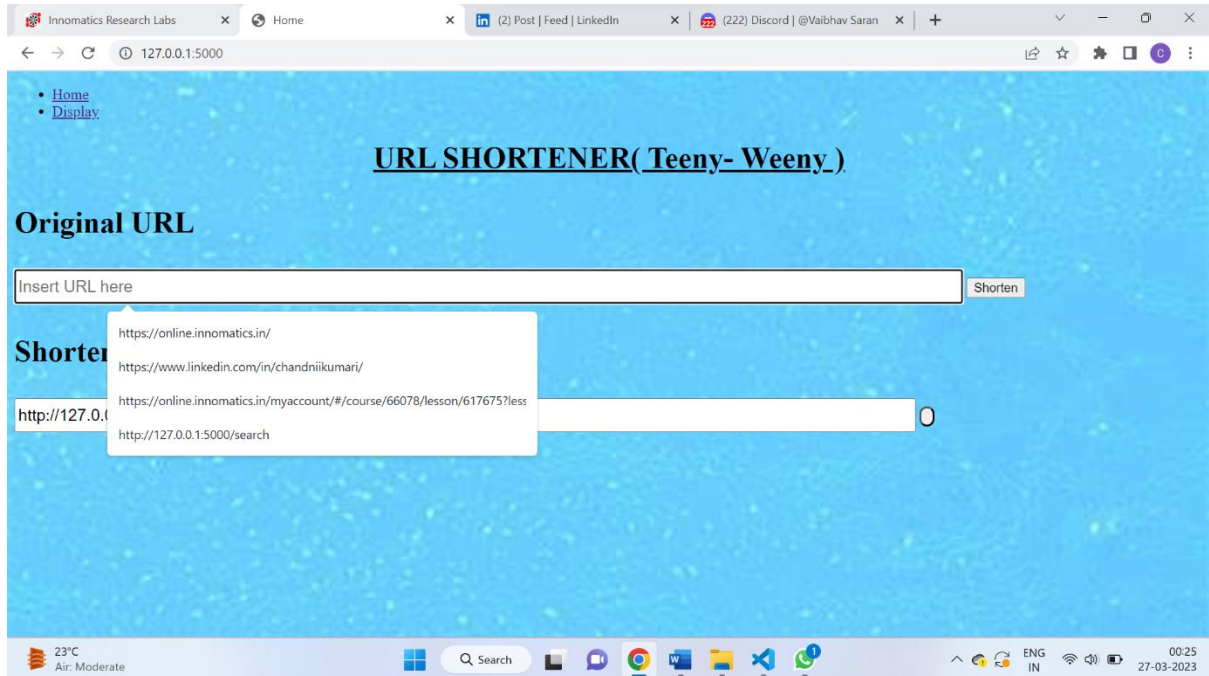 Innomatics Research Labs
Home
(2) Post | Feed | LinkedIn
(222) Discord | @Vaibhav Saran
127.0.0.1:5000
C
Home
Display
URL SHORTENER( Teeny- Weeny )
Original URL
Insert URL here
Shorten
https://online.innomatics.in/
Shorten
https://www.linkedin.com/in/chandniikumari/
https://online.innomatics.in/myaccount/#/course/66078/lesson/617675?less
http://127.0.0
http://127.0.0.1:5000/search
23°C
Air: Moderate
Search
1
ENG
IN
00:25
27-03-2023